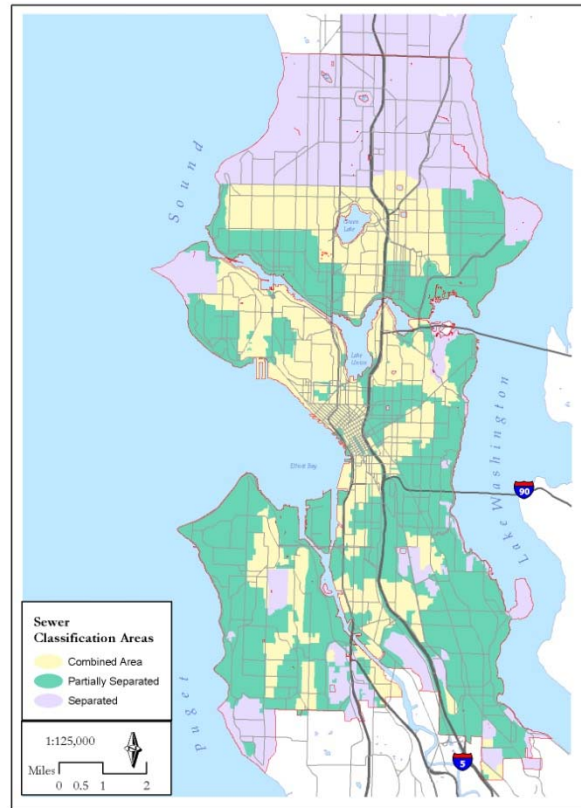 Sound
Green
Lake
Lake
Union
Elliott Bay
Lake Washington
90
Puget
5
Sewer
Classification Areas
Combined Area
Partially Separated
Separated
1:125,000
Miles
0 0.5 1 2